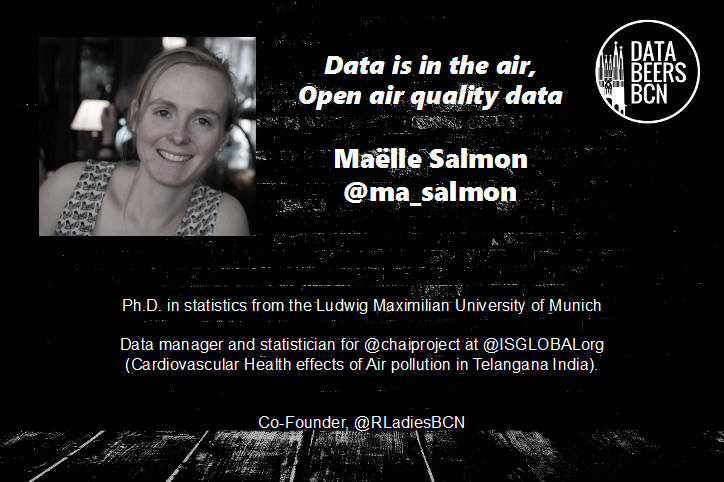 Data is in the air,
Open air quality data
DATA
BEERS
BCN
Maëlle Salmon
@ma_salmon
Ph.D. in statistics from the Ludwig Maximilian University of Munich
Data manager and statistician for @chaiproject at @ISGLOBALorg
(Cardiovascular Health effects of Air pollution in Telangana India).
Co-Founder, @RLadiesBCN